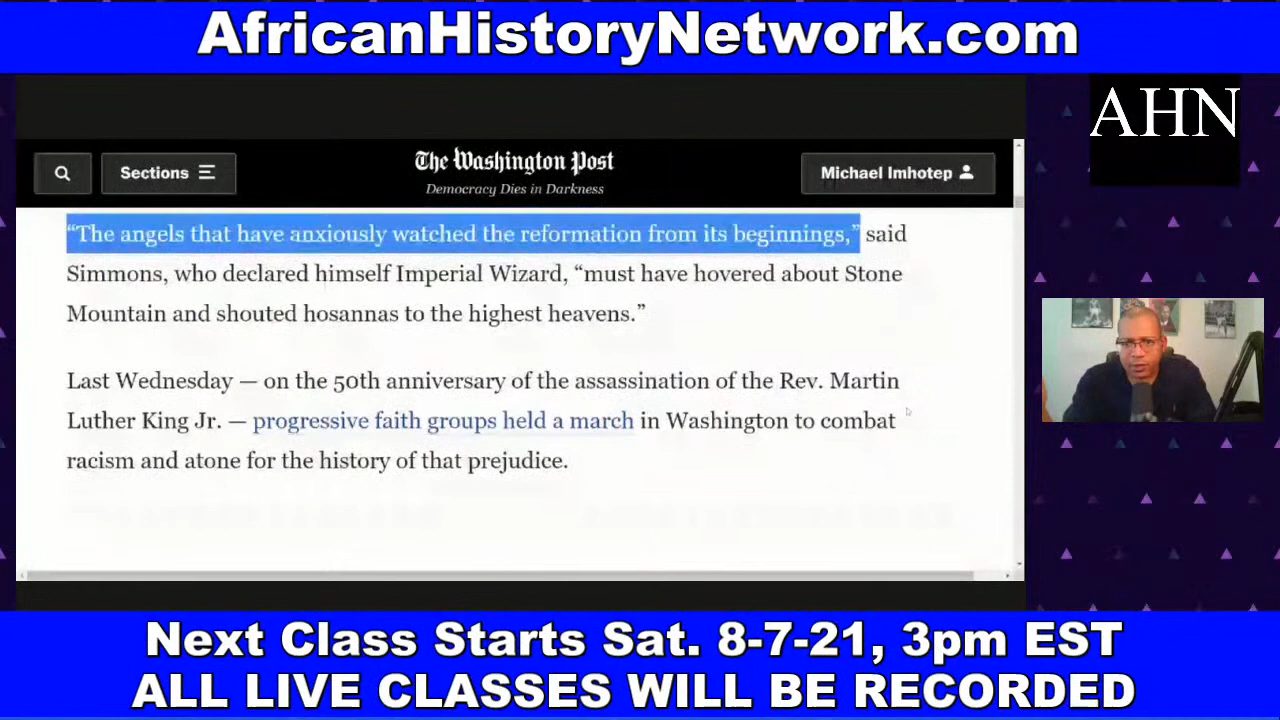 AfricanHistoryNetwork.com
AHN
Sections
The Washington Post
Democracy Dies in Darkness
Michael Imhotep
“The angels that have anxiously watched the reformation from its beginnings,” said
Simmons, who declared himself Imperial Wizard, “must have hovered about Stone
Mountain and shouted hosannas to the highest heavens.”
Last Wednesday — on the 50th anniversary of the assassination of the Rev. Martin
Luther King Jr. — progressive faith groups held a march in Washington to combat
racism and atone for the history of that prejudice.
Next Class Starts Sat. 8-7-21, 3pm EST
ALL LIVE CLASSES WILL BE RECORDED